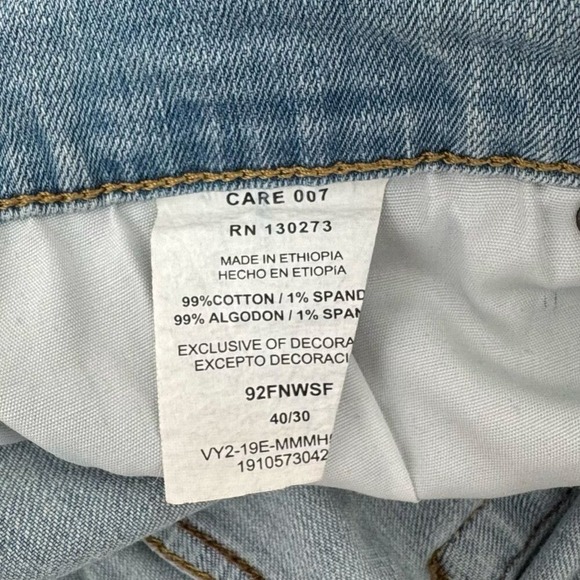 CARE 007
RN 130273
MADE IN ETHIOPIA
HECHO EN ETIOPIA
99%COTTON / 1% SPAND
99% ALGODON / 1% SPAN
EXCLUSIVE OF DECORA
EXCEPTO DECORACI
92FNWSF
40/30
VY2-19E-MMMH
1910573042